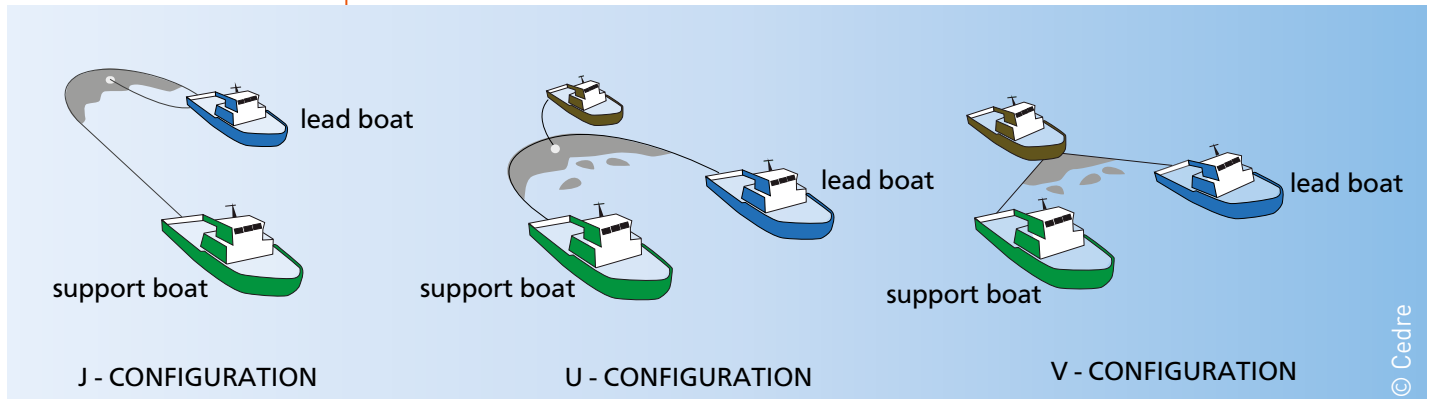 lead boat
support boat
J - CONFIGURATION
lead boat
support boat
U - CONFIGURATION
lead boat
support boat
V - CONFIGURATION
© Cedre